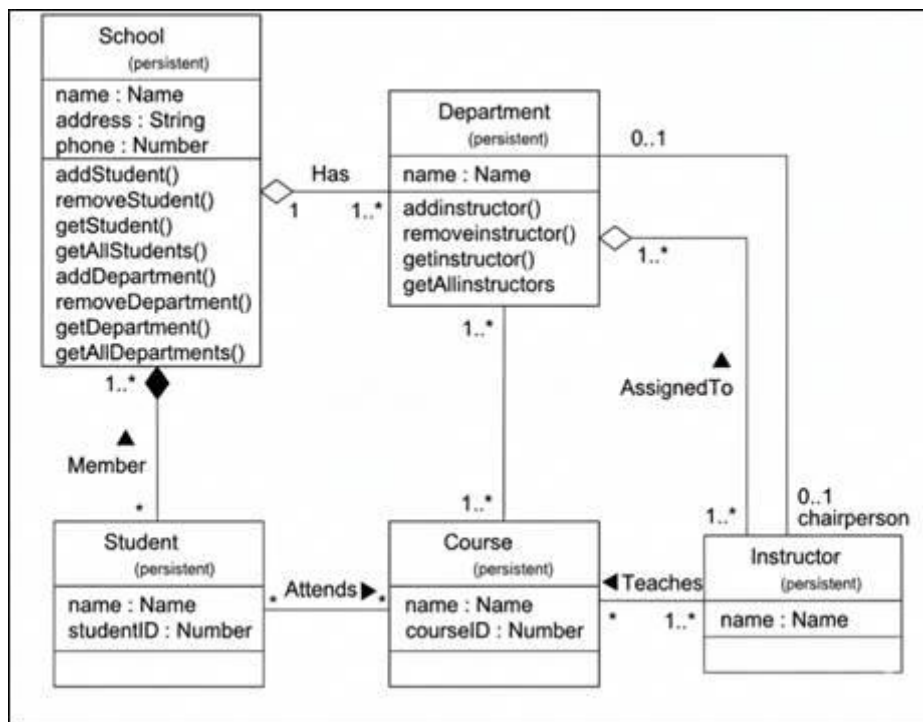 School
(persistent)
name : Name
address : String
phone : Number
addStudent()
removeStudent()
getStudent()
getAllStudents()
addDepartment()
removeDepartment()
getDepartment()
getAllDepartments()
Has
1
1..*
Department
(persistent)
name : Name
addinstructor()
removeinstructor()
getinstructor()
getAllinstructors
0..1
1..*
1..*
1..*
Member
*
AssignedTo
1..*
1..*
0..1
chairperson
Student
(persistent)
name : Name
studentID : Number
* Attends *
Course
(persistent)
name : Name
courseID : Number
Teaches
* 1..*
Instructor
(persistent)
name : Name